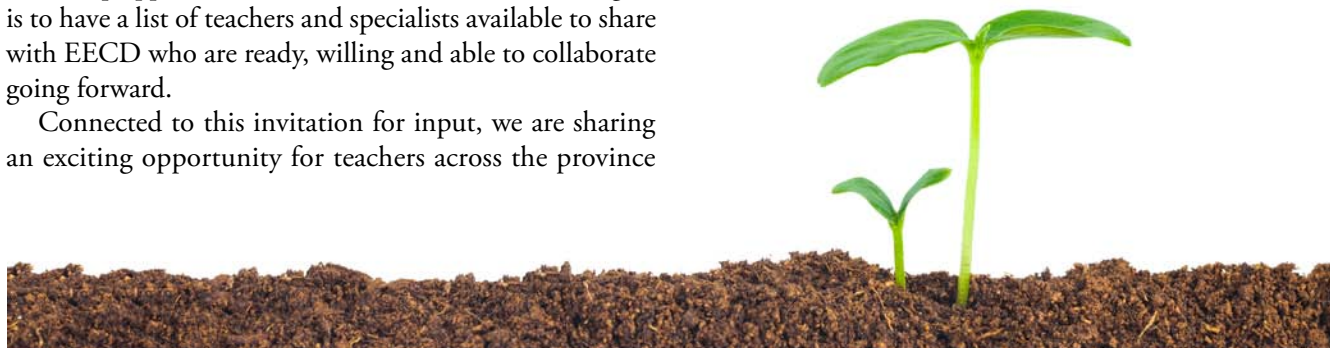 is to have a list of teachers and specialists available to share
with EECD who are ready, willing and able to collaborate
going forward.
Connected to this invitation for input, we are sharing
an exciting opportunity for teachers across the province